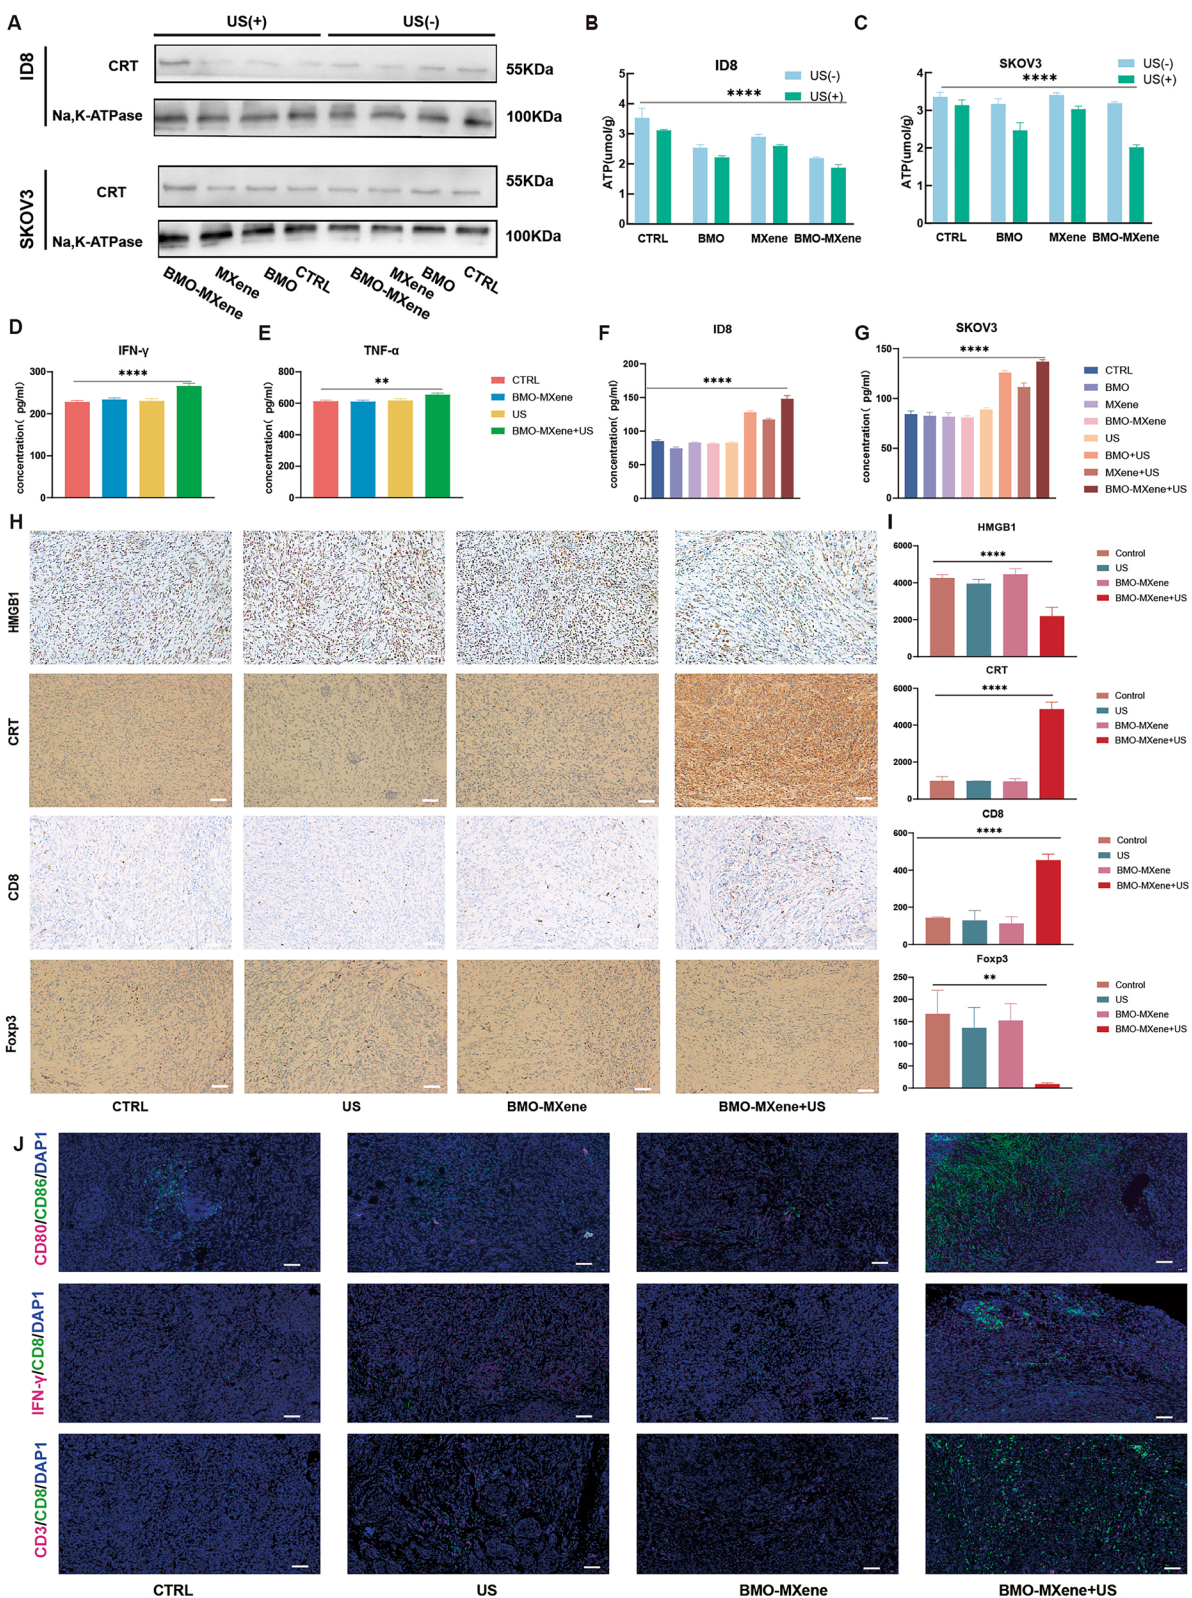 A
US(+)
US(-)
ID8
CRT
55KDa
Na,K-ATPase
100KDa
SKOV3
CRT
55KDa
Na,K-ATPase
100KDa
BMO-MXene
MXene
BMO
CTRL
BMO-MXene
MXene
BMO
CTRL
B
ID8
US(-)
US(+)
****
ATP(umol/g)
5
4
3
2
1
0
CTRL
BMO
MXene
BMO-MXene
C
SKOV3
US(-)
US(+)
****
ATP(umol/g)
4
3
2
1
0
CTRL
BMO
MXene
BMO-MXene
D
IFN-γ
****
concentration( pg/ml)
300
200
100
0
E
TNF-α
**
concentration( pg/ml)
800
600
400
200
0
CTRL
BMO-MXene
US
BMO-MXene+US
F
ID8
****
concentration( pg/ml)
200
150
100
50
0
G
SKOV3
****
concentration( pg/ml)
150
100
50
0
CTRL
BMO
MXene
BMO-MXene
US
BMO+US
MXene+US
BMO-MXene+US
H
HMGB1
CRT
CD8
Foxp3
CTRL
US
BMO-MXene
BMO-MXene+US
I
HMGB1
****
6000
4000
2000
0
Control
US
BMO-MXene
BMO-MXene+US
CRT
****
6000
4000
2000
0
Control
US
BMO-MXene
BMO-MXene+US
CD8
****
600
400
200
0
Control
US
BMO-MXene
BMO-MXene+US
Foxp3
**
250
200
150
100
50
0
Control
US
BMO-MXene
BMO-MXene+US
J
CD80/CD86/DAP1
IFN-γ/CD8/DAP1
CD3/CD8/DAP1
CTRL
US
BMO-MXene
BMO-MXene+US